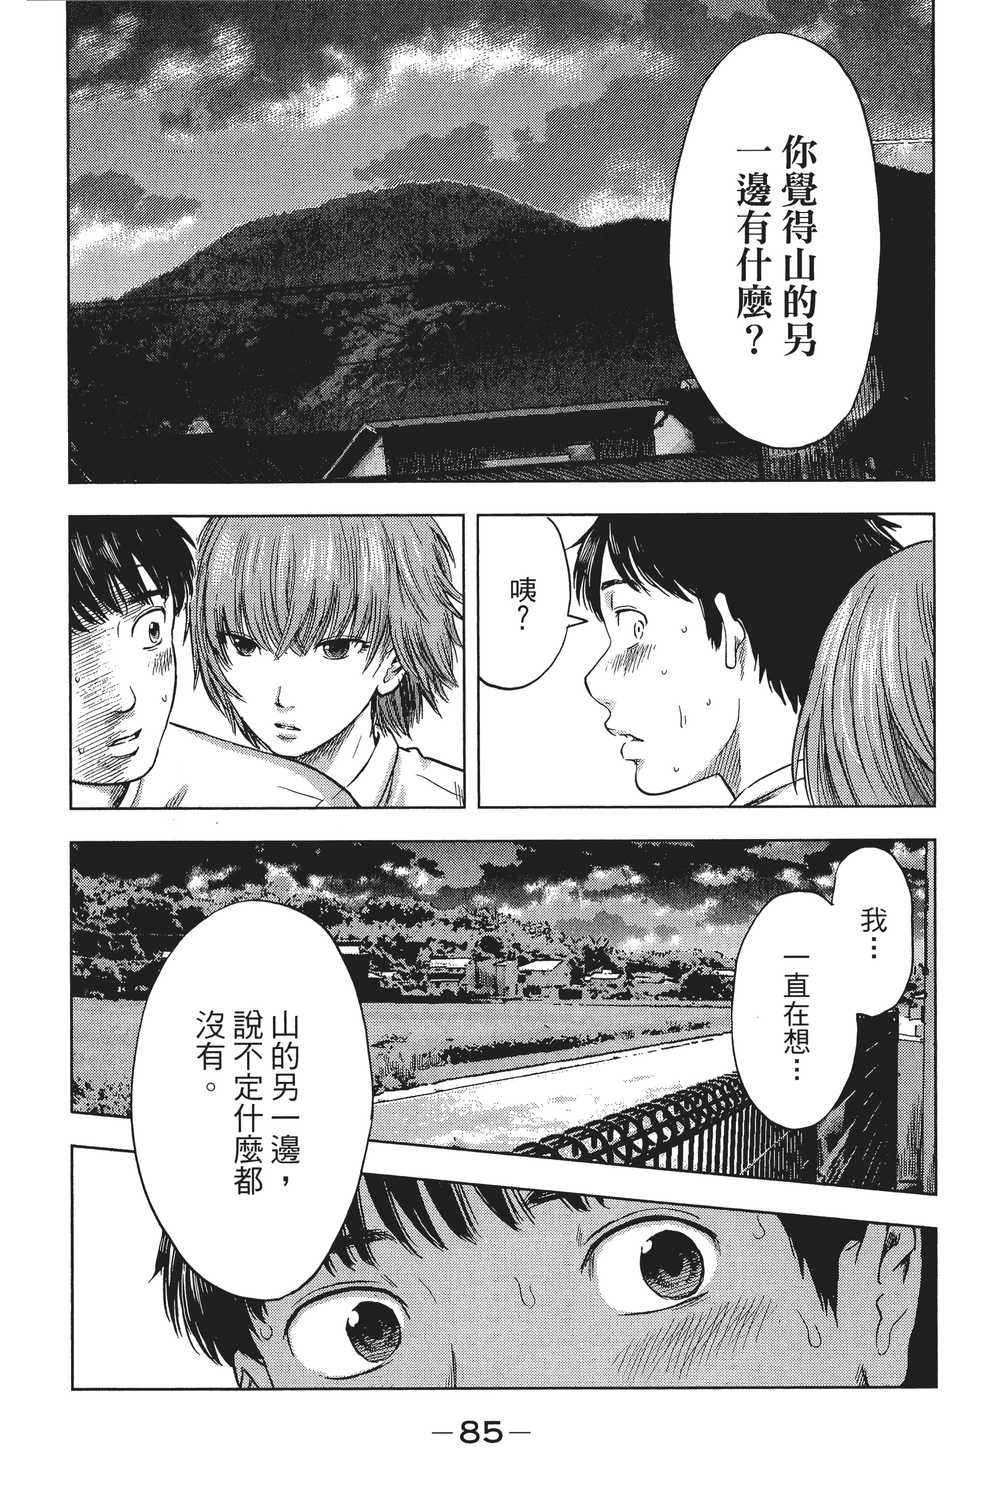 你覺得山的另
一邊有什麼？
咦？
我…
一直在想…
山的另一邊，
說不定什麼都
沒有。
—85—